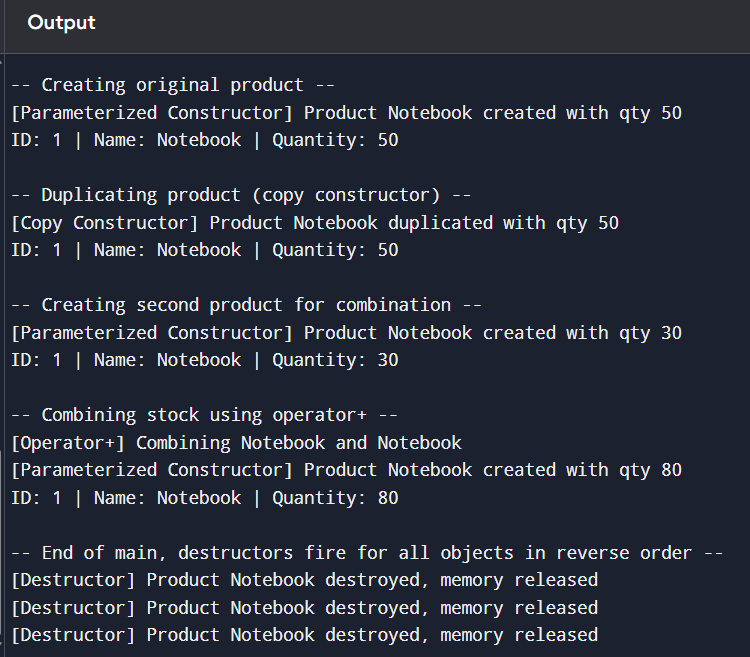 Output
-- Creating original product --
[Parameterized Constructor] Product Notebook created with qty 50
ID: 1 | Name: Notebook | Quantity: 50
-- Duplicating product (copy constructor) --
[Copy Constructor] Product Notebook duplicated with qty 50
ID: 1 | Name: Notebook | Quantity: 50
-- Creating second product for combination --
[Parameterized Constructor] Product Notebook created with qty 30
ID: 1 | Name: Notebook | Quantity: 30
-- Combining stock using operator+ --
[Operator+] Combining Notebook and Notebook
[Parameterized Constructor] Product Notebook created with qty 80
ID: 1 | Name: Notebook | Quantity: 80
-- End of main, destructors fire for all objects in reverse order --
[Destructor] Product Notebook destroyed, memory released
[Destructor] Product Notebook destroyed, memory released
[Destructor] Product Notebook destroyed, memory released